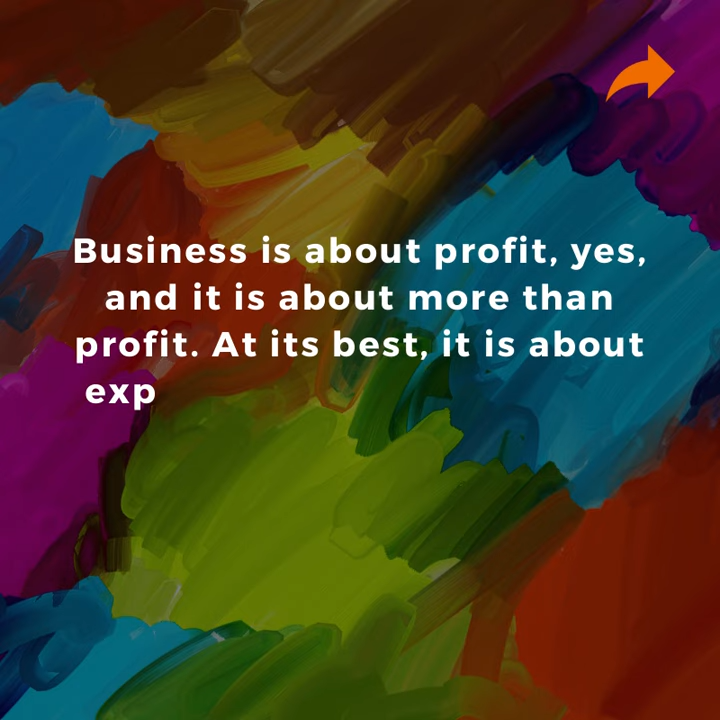 Business is about profit, yes,
and it is about more than
profit. At its best, it is about
exp